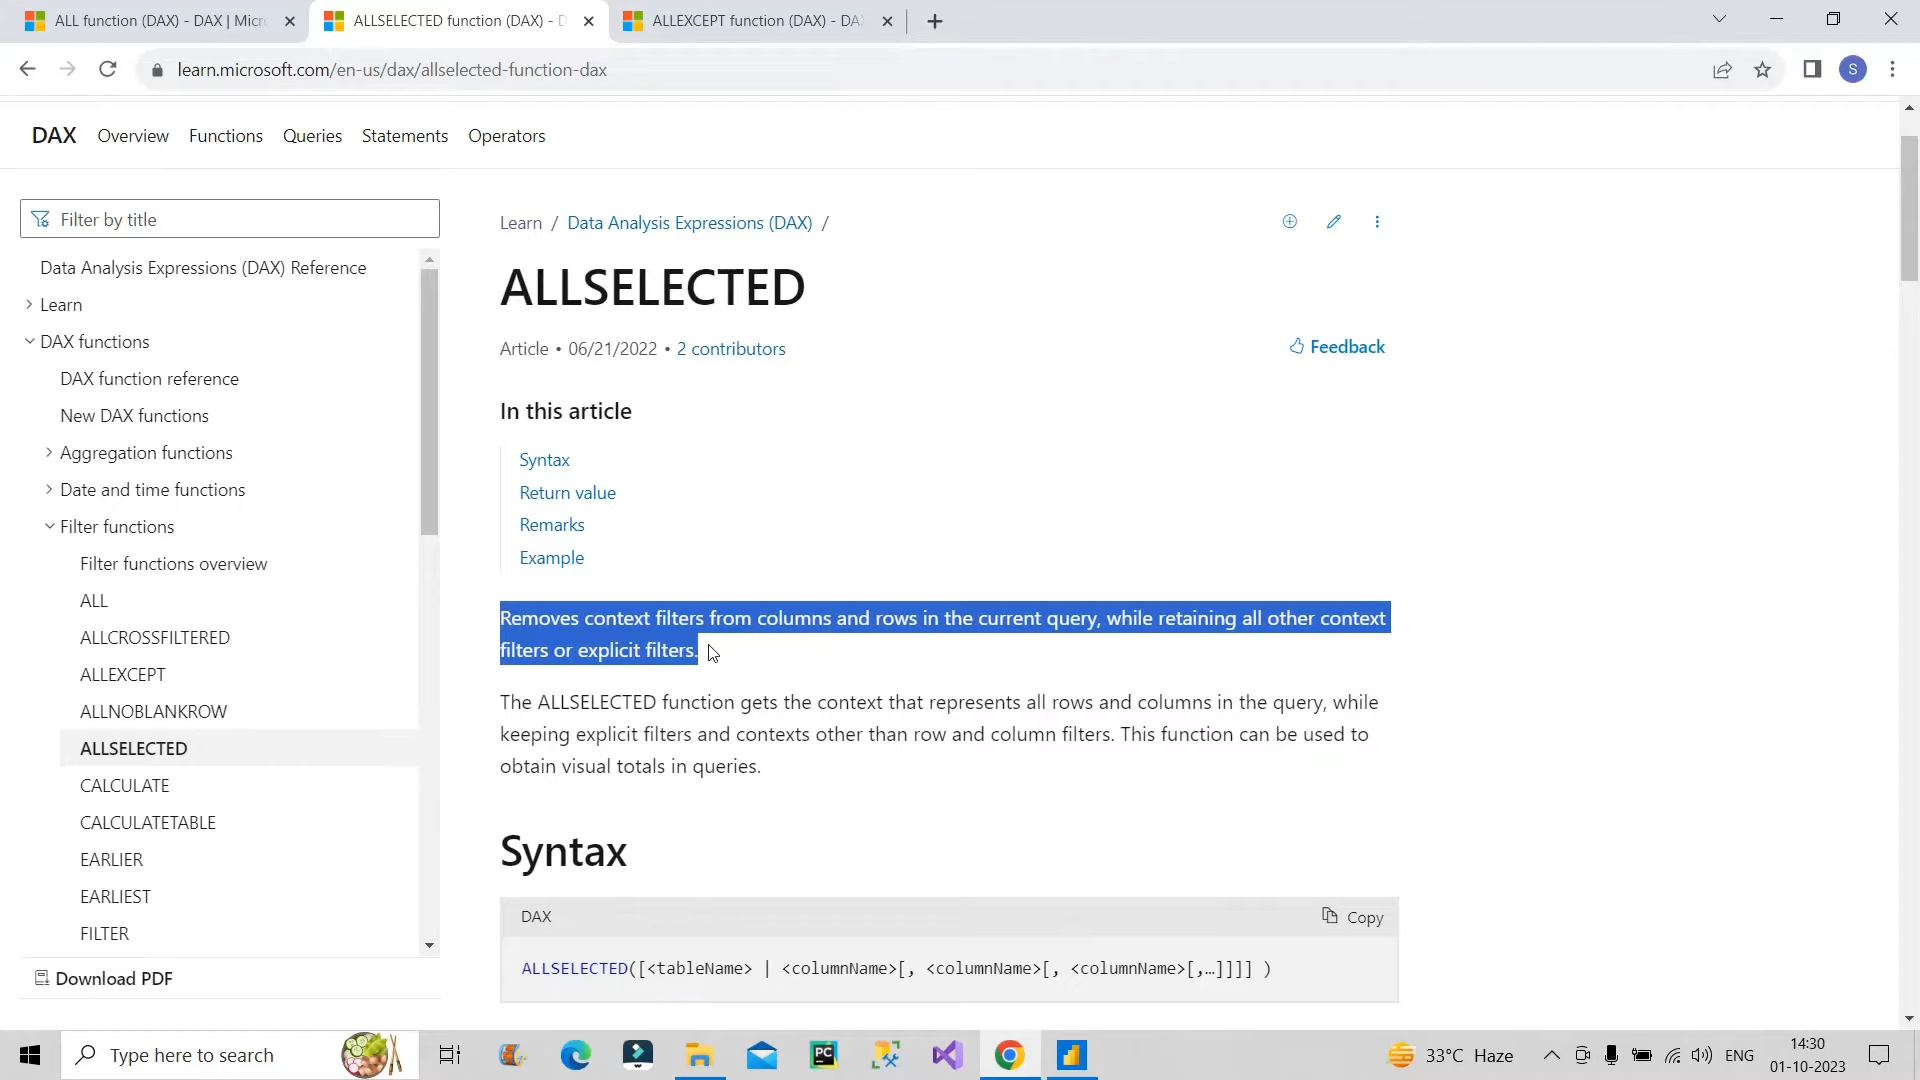 ALL function (DAX) - DAX | Micr
ALLSELECTED function (DAX) - D
ALLEXCEPT function (DAX) - DA
learn.microsoft.com/en-us/dax/allselected-function-dax
S
DAX Overview Functions Queries Statements Operators
Filter by title
Data Analysis Expressions (DAX) Reference
Learn
DAX functions
DAX function reference
New DAX functions
Aggregation functions
Date and time functions
Filter functions
Filter functions overview
ALL
ALLCROSSFILTERED
ALLEXCEPT
ALLNOBLANKROW
ALLSELECTED
CALCULATE
CALCULATETABLE
EARLIER
EARLIEST
FILTER
Download PDF
Learn / Data Analysis Expressions (DAX) /
ALLSELECTED
Article • 06/21/2022 • 2 contributors
Feedback
In this article
Syntax
Return value
Remarks
Example
Removes context filters from columns and rows in the current query, while retaining all other context
filters or explicit filters.
The ALLSELECTED function gets the context that represents all rows and columns in the query, while
keeping explicit filters and contexts other than row and column filters. This function can be used to
obtain visual totals in queries.
Syntax
DAX
Copy
ALLSELECTED([<tableName> | <columnName>[, <columnName>[, <columnName>[,…]]]] )
Type here to search
PC
33°C Haze
ENG
14:30
01-10-2023